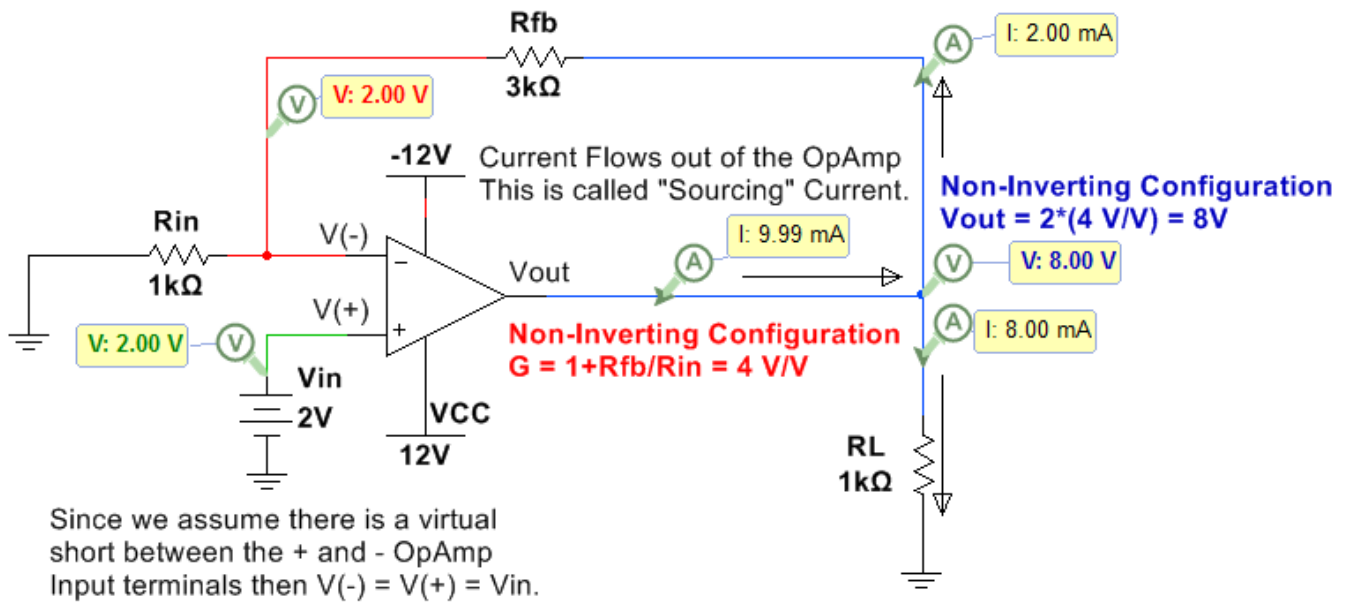 Rfb
3kΩ
I: 2.00 mA
V
V: 2.00 V
A
-12V
Current Flows out of the OpAmp
This is called "Sourcing" Current.
Non-Inverting Configuration
Vout = 2*(4 V/V) = 8V
Rin
1kΩ
V(-)
−
I: 9.99 mA
A
Vout
V
V: 8.00 V
V(+)
+
V: 2.00 V
V
Non-Inverting Configuration
G = 1+Rfb/Rin = 4 V/V
A
I: 8.00 mA
Vin
2V
VCC
12V
RL
1kΩ
Since we assume there is a virtual
short between the + and - OpAmp
Input terminals then V(-) = V(+) = Vin.